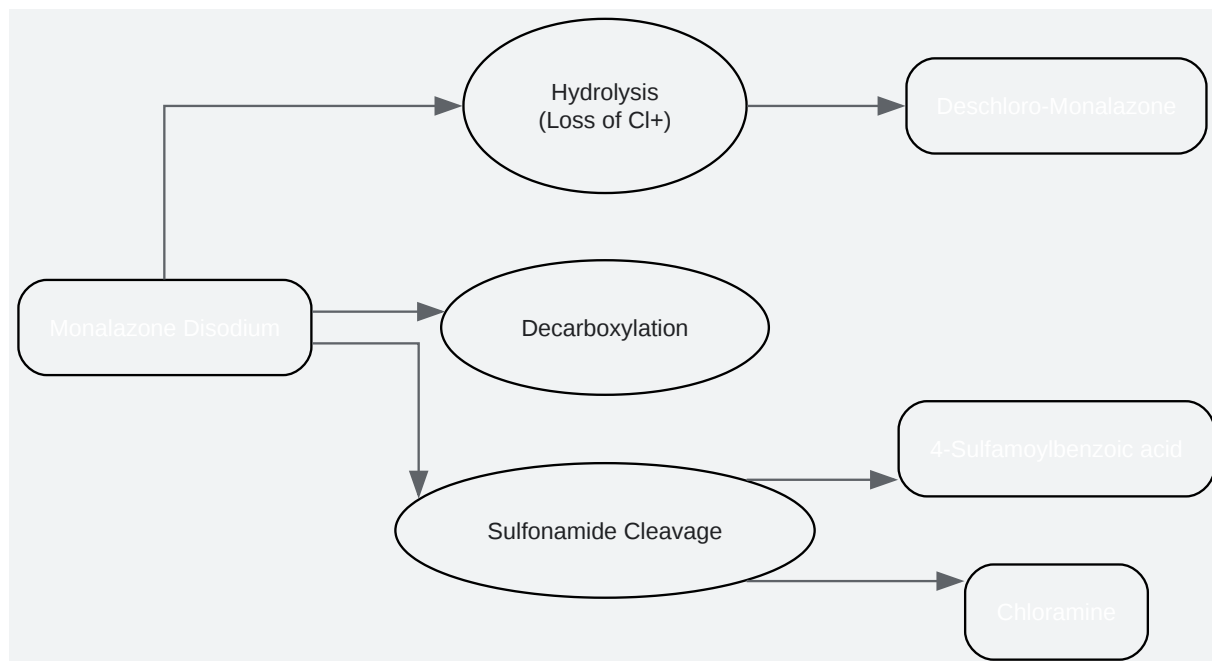 Hydrolysis
(Loss of Cl+)
Deschloro-Monalazone
Monalazone Disodium
Decarboxylation
4-Sulfamoylbenzoic acid
Sulfonamide Cleavage
Chloramine